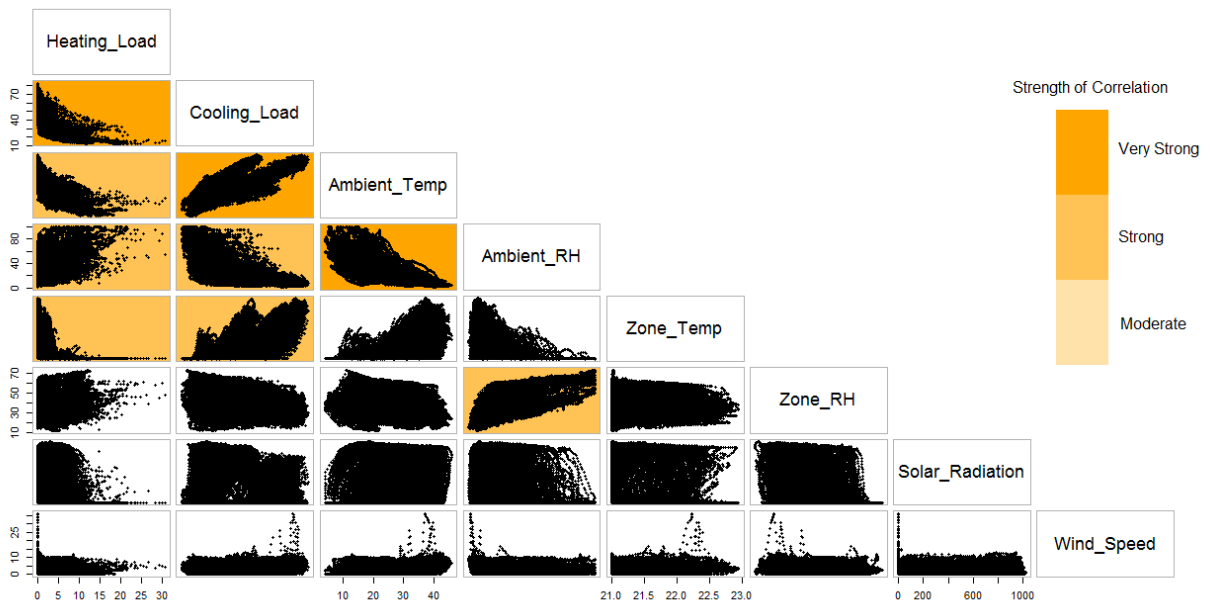 Heating_Load
Strength of Correlation
10 40 70
Cooling_Load
Very Strong
Ambient_Temp
Strong
0 40 80
Ambient_RH
Zone_Temp
Moderate
10 30 50 70
Zone_RH
Solar_Radiation
0 10 25
Wind_Speed
0 5 10 15 20 25 30
10 20 30 40
21.0 21.5 22.0 22.5 23.0
0 200 600 1000